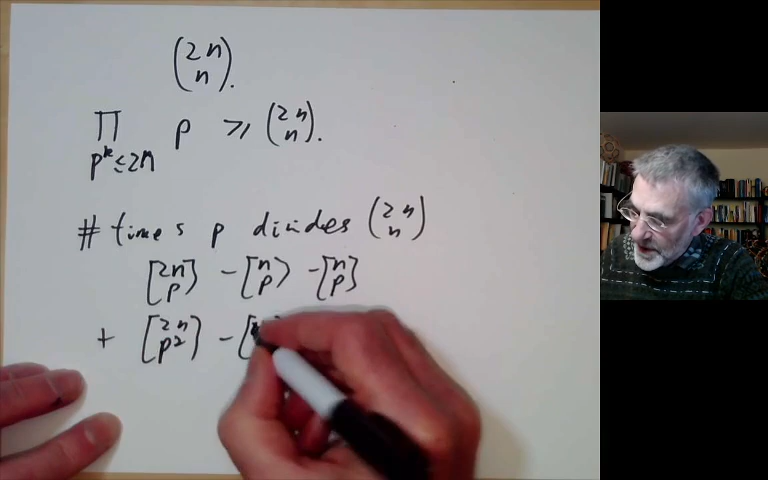 (2n
n).
∏ p ⩾ (2n
n).
p^k ≤ 2n
# times p divides (2n
n)
[2n
p] - [n
p] - [n
p]
+ [2n
p2] - [